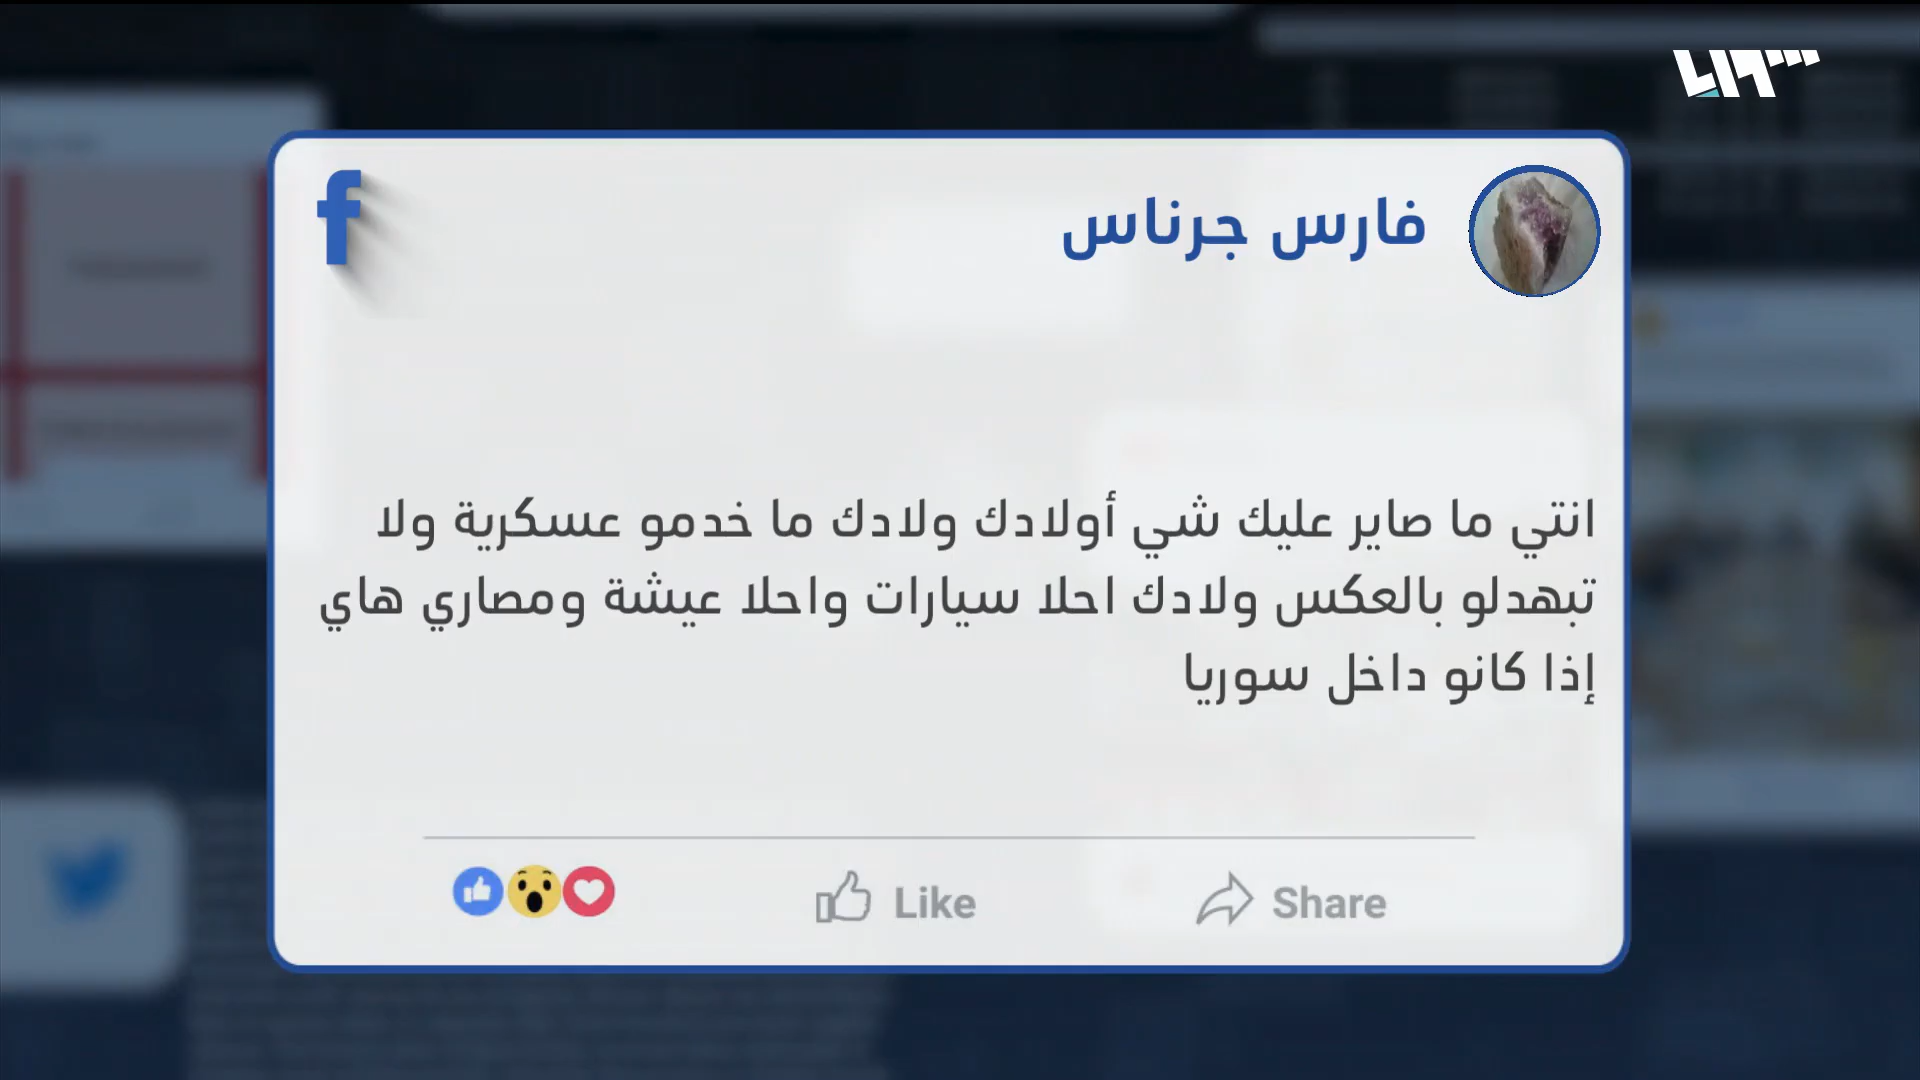 فارس جرناس
انتي ما صاير عليك شي أولادك ولادك ما خدمو عسكرية ولا
تبهدلو بالعكس ولادك احلا سيارات واحلا عيشة ومصاري هاي
إذا كانو داخل سوريا
Like
Share